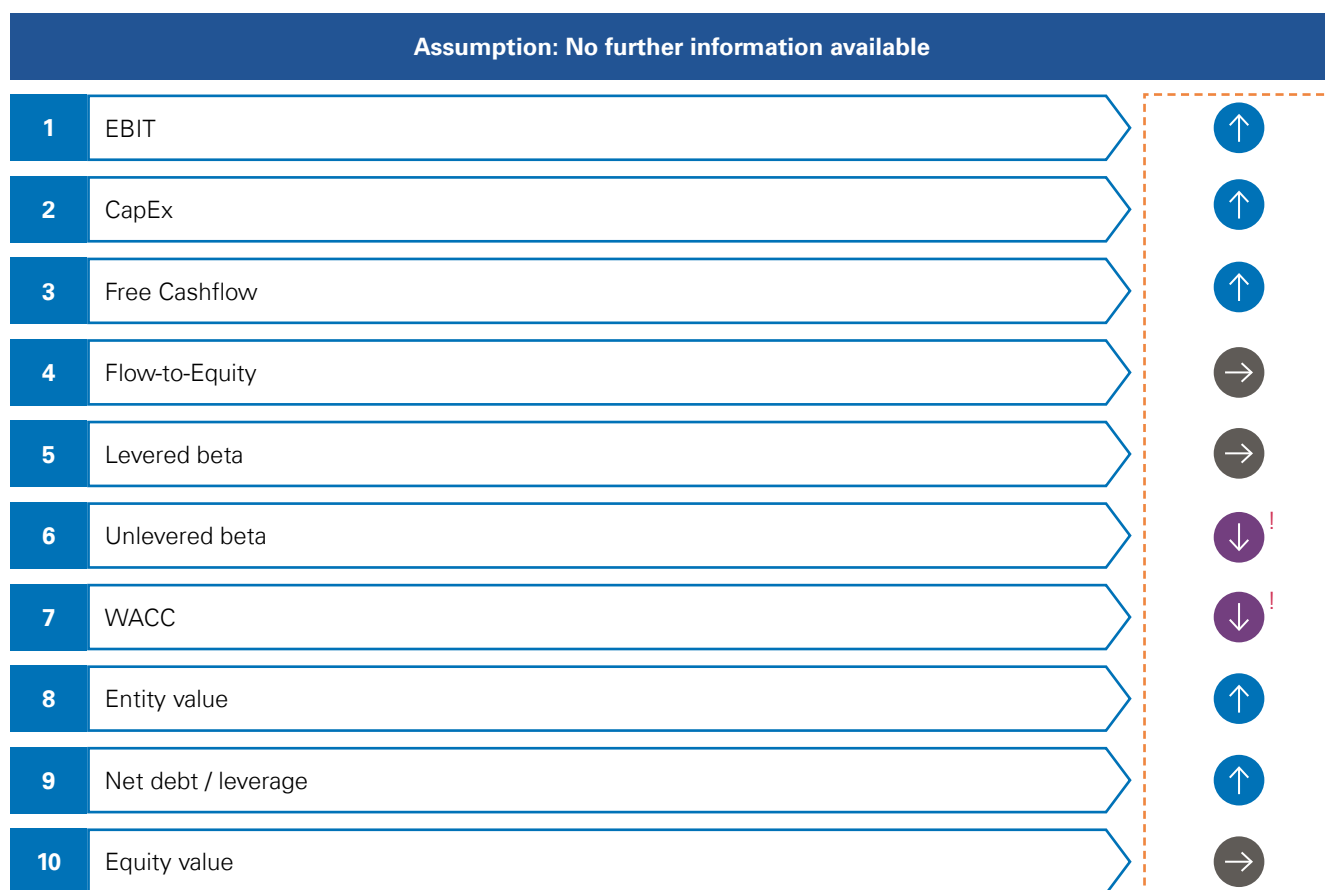 Assumption: No further information available
1 EBIT ↑
2 CapEx ↑
3 Free Cashflow ↑
4 Flow-to-Equity →
5 Levered beta →
6 Unlevered beta ↓ !
7 WACC ↓ !
8 Entity value ↑
9 Net debt / leverage ↑
10 Equity value →